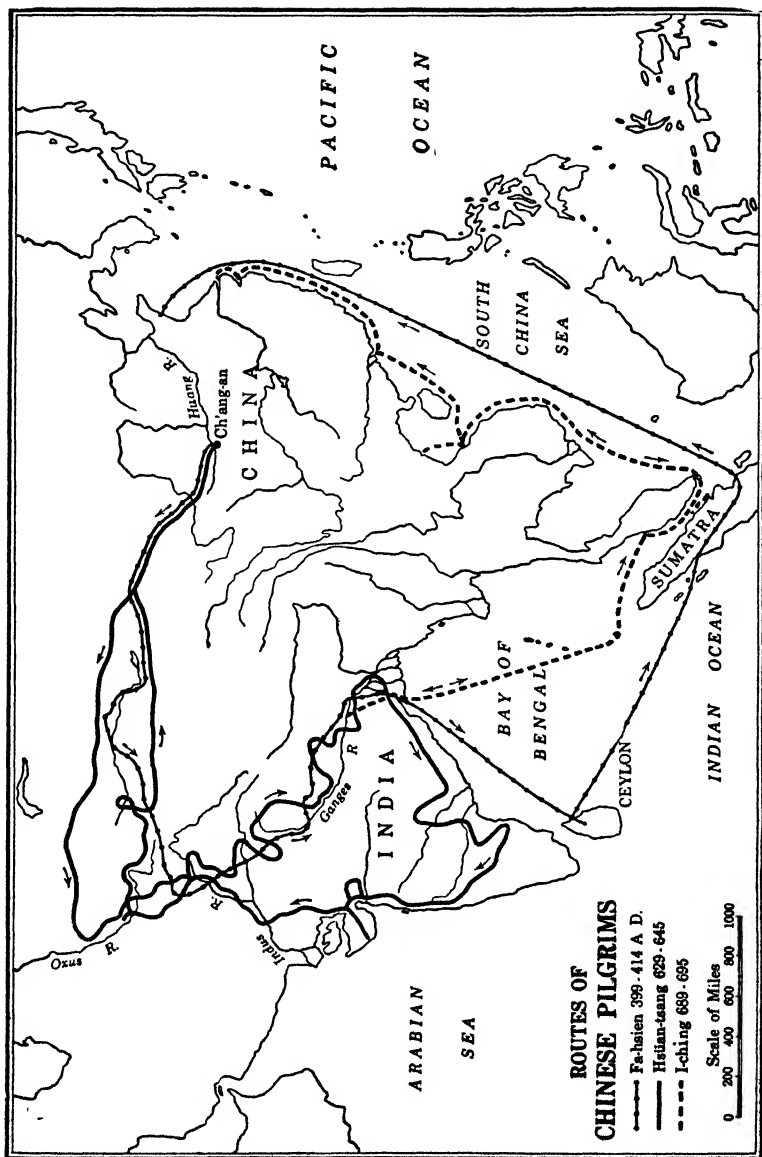 PACIFIC
OCEAN
Huang
R.
Ch'ang-an
CHINA
SOUTH
CHINA
SEA
Oxus
R.
Indus
R.
Ganges
R
INDIA
BAY OF
BENGAL
CEYLON
SUMATRA
INDIAN OCEAN
ARABIAN
SEA
ROUTES OF
CHINESE PILGRIMS
Fa-hsien 399-414 A D.
Hsüan-tsang 629-645
I-ching 689-695
0 200 400 600 800 1000
Scale of Miles